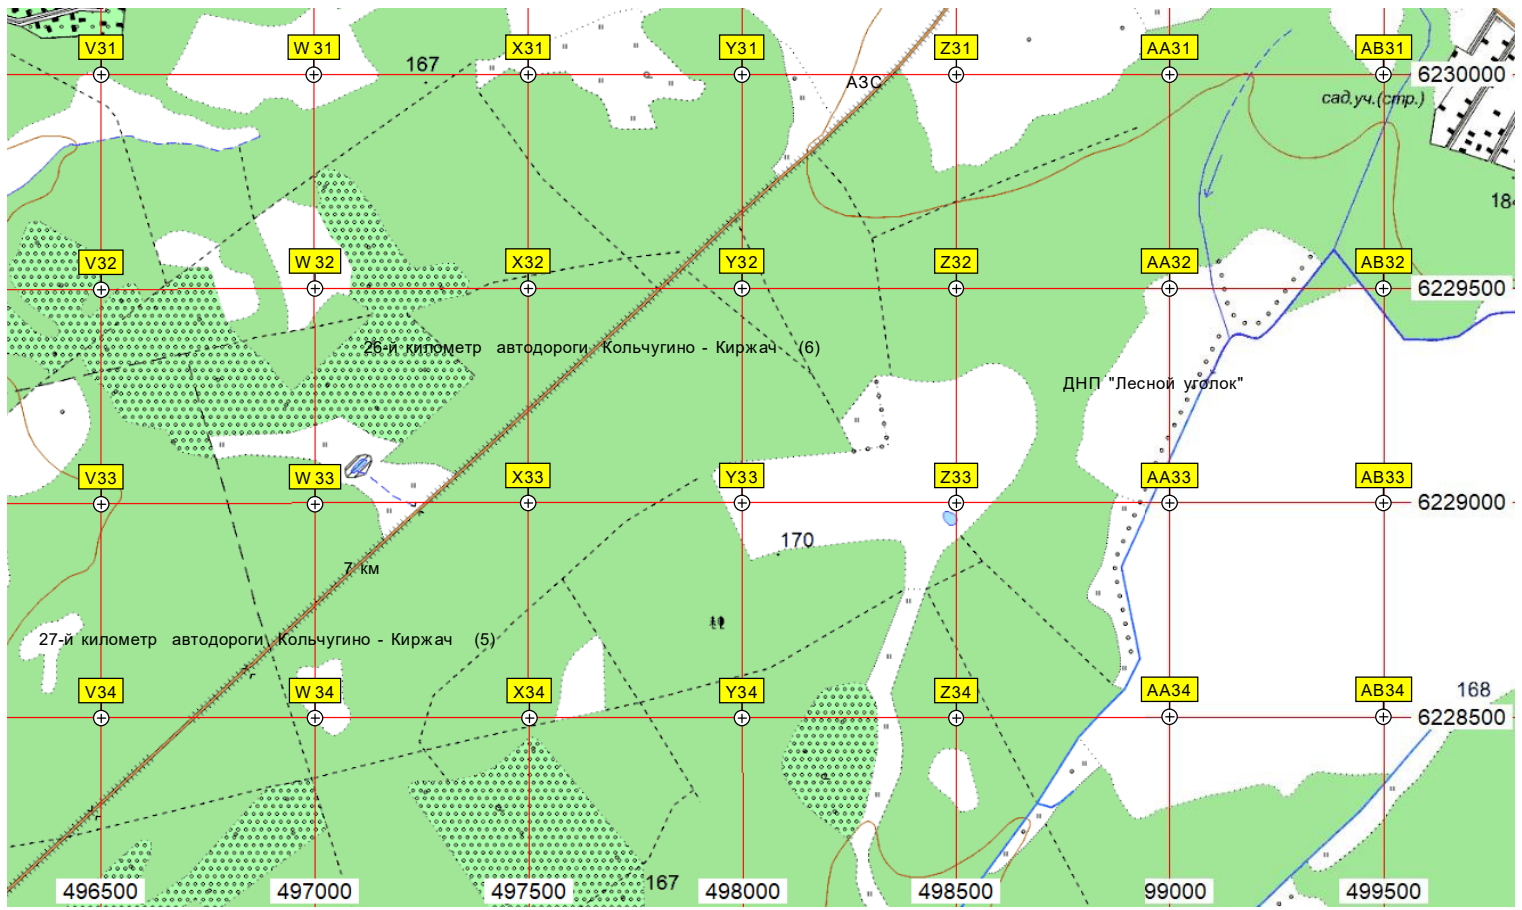 V31 W 31 X31 Y31 Z31 AA31 AB31
167
6230000
АЗС
сад.уч.(стр.)
184
V32 W 32 X32 Y32 Z32 AA32 AB32
6229500
26-й километр автодороги Кольчугино - Киржач (6)
ДНП "Лесной уголок"
V33 W 33 X33 Y33 Z33 AA33 AB33
6229000
170
7 км
27-й километр автодороги Кольчугино - Киржач (5)
V34 W 34 X34 Y34 Z34 AA34 AB34
168
6228500
167
496500 497000 497500 498000 498500 99000 499500